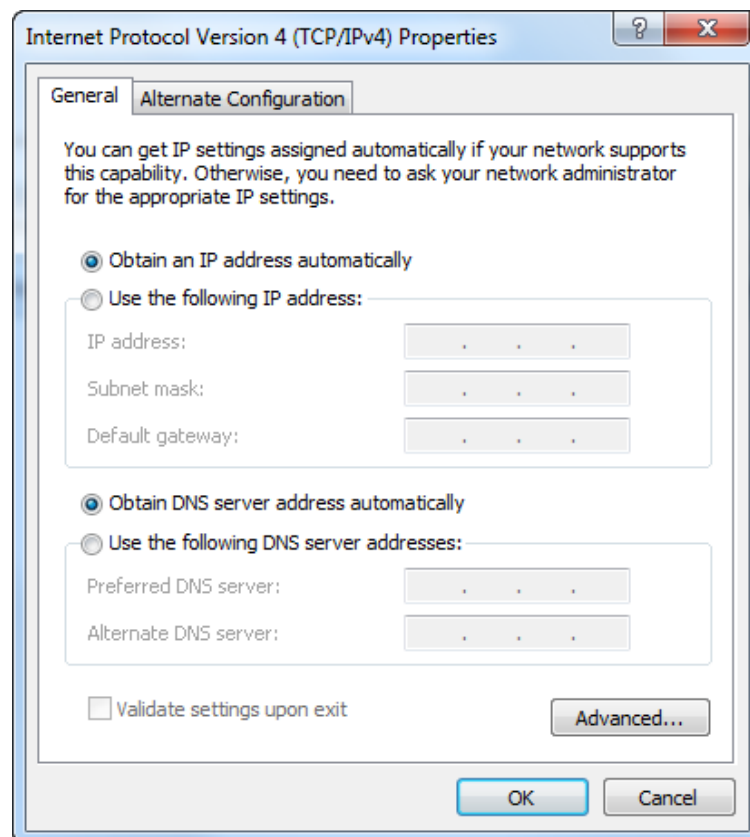 Internet Protocol Version 4 (TCP/IPv4) Properties
General
Alternate Configuration
You can get IP settings assigned automatically if your network supports
this capability. Otherwise, you need to ask your network administrator
for the appropriate IP settings.
Obtain an IP address automatically
Use the following IP address:
IP address:
Subnet mask:
Default gateway:
Obtain DNS server address automatically
Use the following DNS server addresses:
Preferred DNS server:
Alternate DNS server:
Validate settings upon exit
Advanced...
OK
Cancel